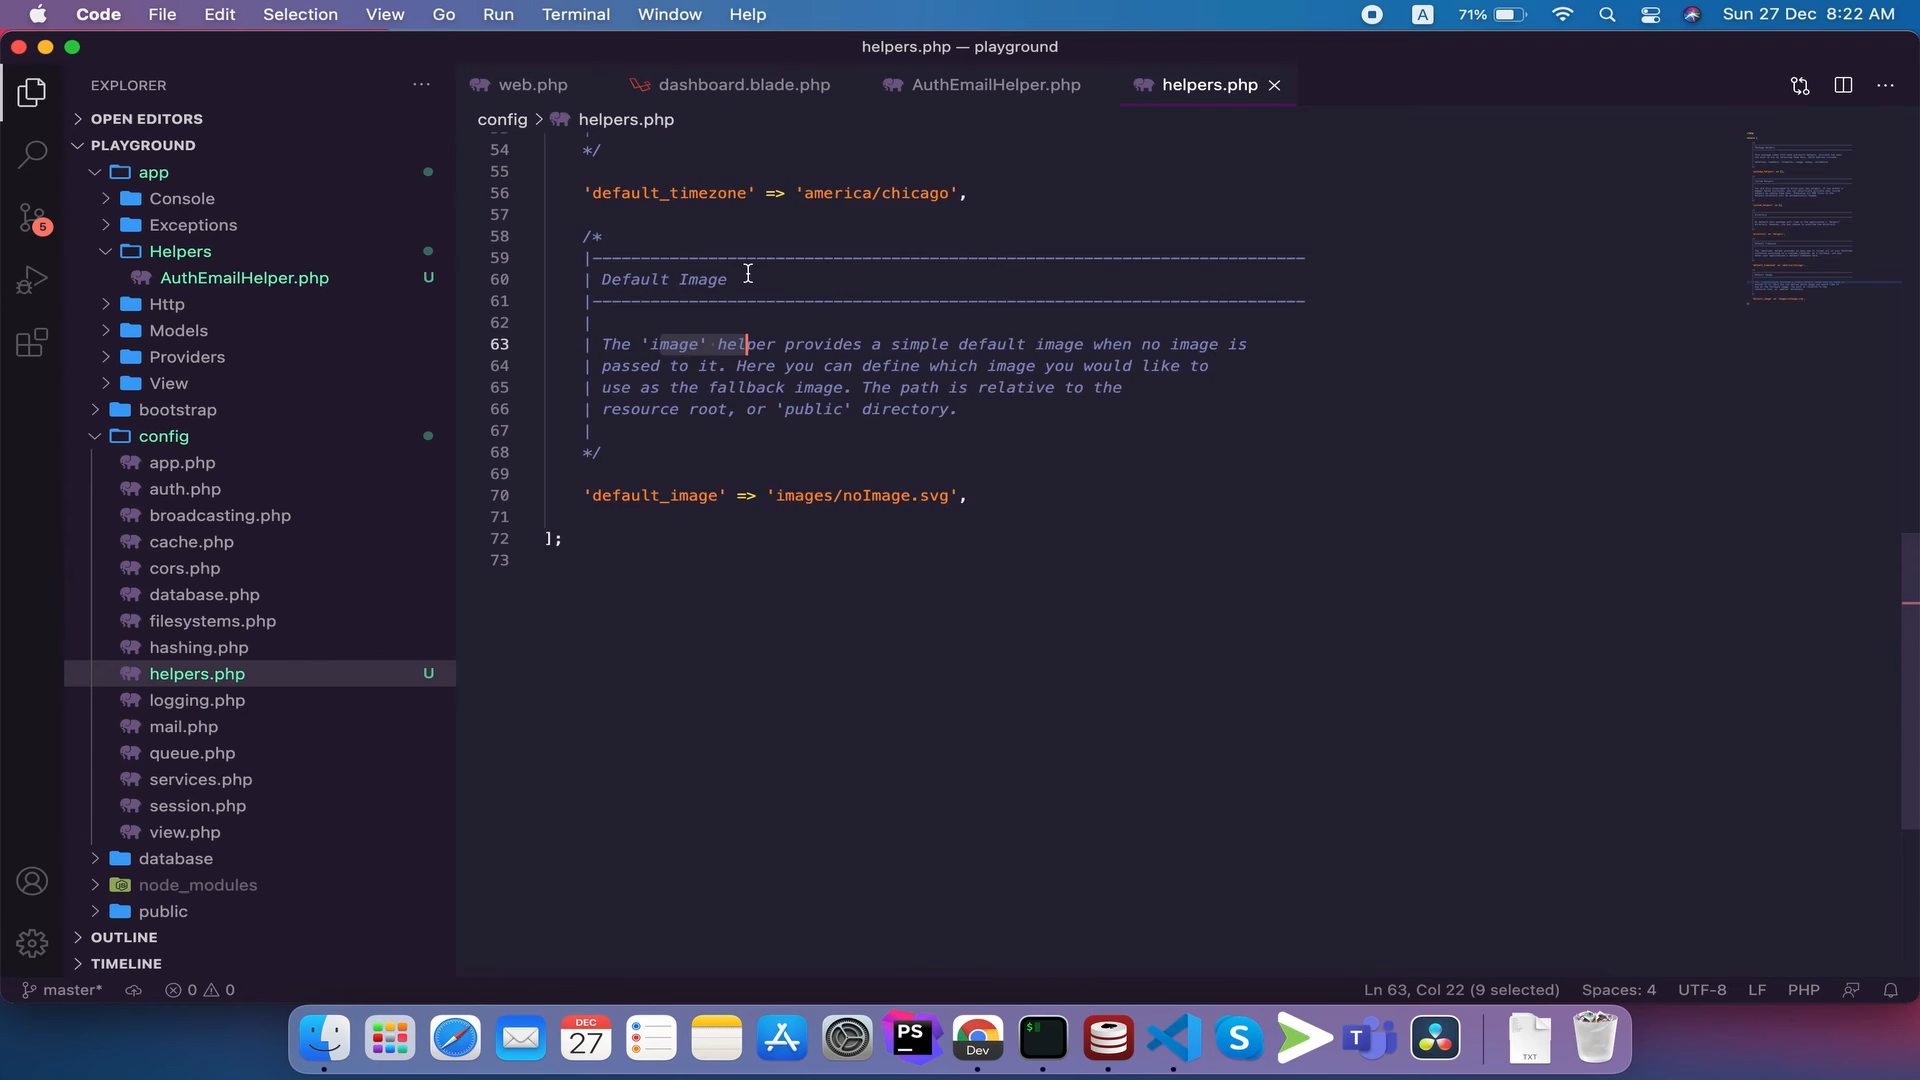 Code File Edit Selection View Go Run Terminal Window Help
A 71% Sun 27 Dec 8:22 AM
helpers.php — playground
EXPLORER
OPEN EDITORS
PLAYGROUND
app
Console
Exceptions
Helpers
AuthEmailHelper.php U
Http
Models
Providers
View
bootstrap
config
app.php
auth.php
broadcasting.php
cache.php
cors.php
database.php
filesystems.php
hashing.php
helpers.php U
logging.php
mail.php
queue.php
services.php
session.php
view.php
database
node_modules
public
OUTLINE
TIMELINE
5
web.php dashboard.blade.php AuthEmailHelper.php helpers.php
config > helpers.php
54 */
55
56 'default_timezone' => 'america/chicago',
57
58 /*
59 |--------------------------------------------------------------------------
60 | Default Image
61 |--------------------------------------------------------------------------
62 |
63 | The 'image' helper provides a simple default image when no image is
64 | passed to it. Here you can define which image you would like to
65 | use as the fallback image. The path is relative to the
66 | resource root, or 'public' directory.
67 |
68 */
69
70 'default_image' => 'images/noImage.svg',
71
72 ];
73
master* 0 0 Ln 63, Col 22 (9 selected) Spaces: 4 UTF-8 LF PHP
DEC
27
PS
Dev
$
S
T
TXT